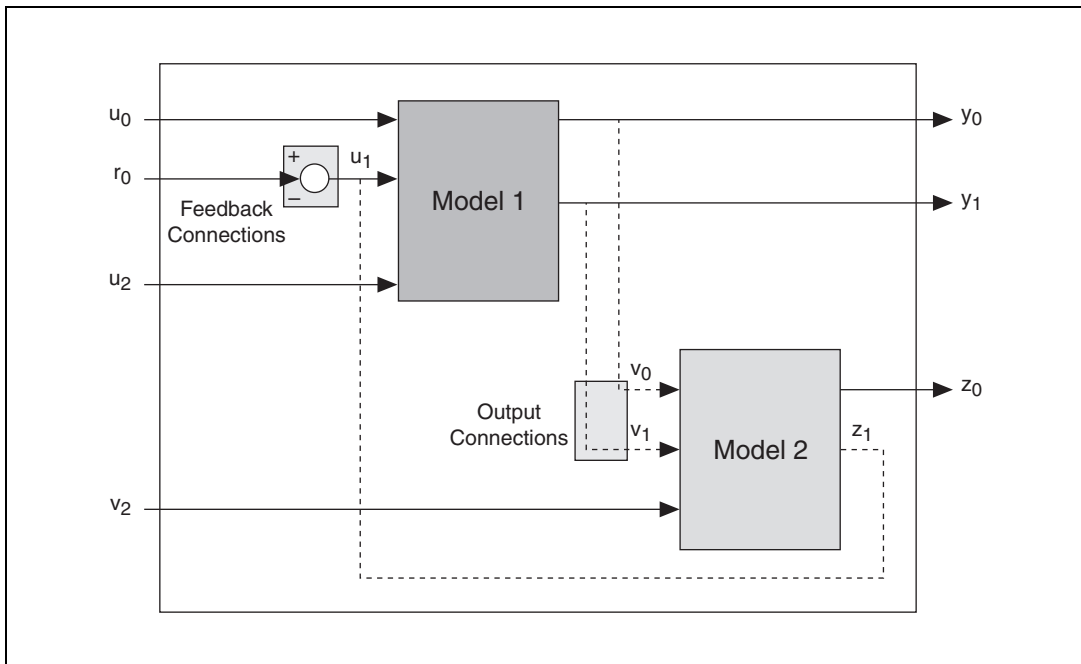 u0
y0
+
u1
r0
−
Model 1
y1
Feedback
Connections
u2
v0
z0
Output
Connections
v1
z1
Model 2
v2